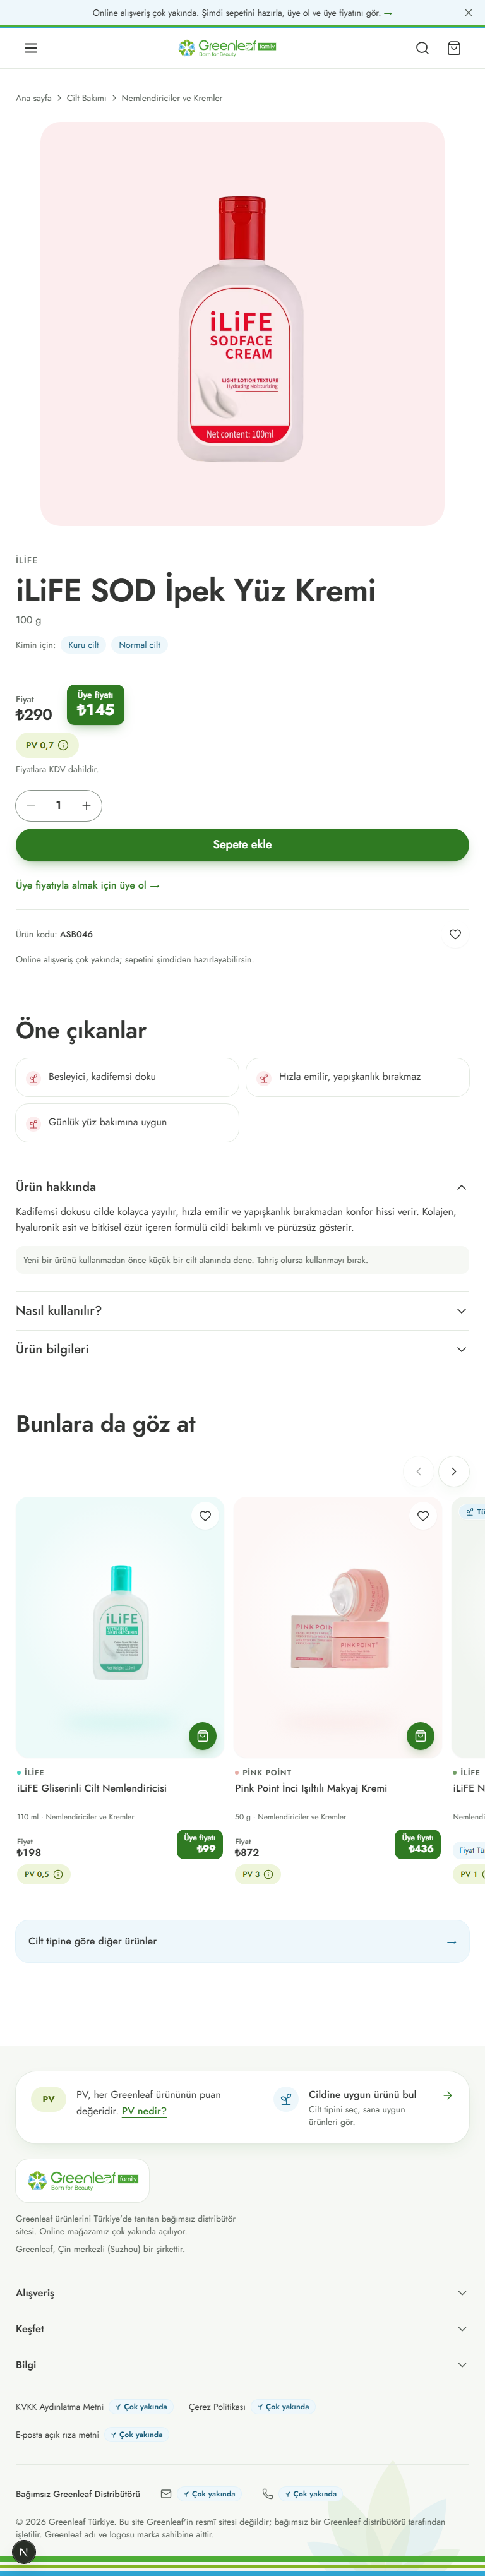 Online alışveriş çok yakında. Şimdi sepetini hazırla, üye ol ve üye fiyatını gör. →
Greenleaf family
Born for Beauty
Ana sayfa > Cilt Bakımı > Nemlendiriciler ve Kremler
iLiFE
SODFACE
CREAM
LIGHT LOTION TEXTURE
Hydrating Moisturizing
Net content: 100ml
İLİFE
iLiFE SOD İpek Yüz Kremi
100 g
Kimin için: Kuru cilt Normal cilt
Fiyat
₺290
Üye fiyatı
₺145
PV 0,7
Fiyatlara KDV dahildir.
1
Sepete ekle
Üye fiyatıyla almak için üye ol →
Ürün kodu: ASB046
Online alışveriş çok yakında; sepetini şimdiden hazırlayabilirsin.
Öne çıkanlar
Besleyici, kadifemsi doku
Hızla emilir, yapışkanlık bırakmaz
Günlük yüz bakımına uygun
Ürün hakkında
Kadifemsi dokusu cilde kolayca yayılır, hızla emilir ve yapışkanlık bırakmadan konfor hissi verir. Kolajen,
hyaluronik asit ve bitkisel özüt içeren formülü cildi bakımlı ve pürüzsüz gösterir.
Yeni bir ürünü kullanmadan önce küçük bir cilt alanında dene. Tahriş olursa kullanmayı bırak.
Nasıl kullanılır?
Ürün bilgileri
Bunlara da göz at
iLiFE
PINK POINT
PINKPOINT
Tü
İLİFE
iLiFE Gliserinli Cilt Nemlendiricisi
110 ml · Nemlendiriciler ve Kremler
Fiyat
₺198
Üye fiyatı
₺99
PV 0,5
PİNK POİNT
Pink Point İnci Işıltılı Makyaj Kremi
50 g · Nemlendiriciler ve Kremler
Fiyat
₺872
Üye fiyatı
₺436
PV 3
İLİFE
iLiFE N
Nemlendi
Fiyat Tü
PV 1
Cilt tipine göre diğer ürünler →
PV
PV, her Greenleaf ürününün puan
değeridir. PV nedir?
Cildine uygun ürünü bul
Cilt tipini seç, sana uygun
ürünleri gör.
Greenleaf family
Born for Beauty
Greenleaf ürünlerini Türkiye'de tanıtan bağımsız distribütör
sitesi. Online mağazamız çok yakında açılıyor.
Greenleaf, Çin merkezli (Suzhou) bir şirkettir.
Alışveriş
Keşfet
Bilgi
KVKK Aydınlatma Metni Çok yakında Çerez Politikası Çok yakında
E-posta açık rıza metni Çok yakında
Bağımsız Greenleaf Distribütörü Çok yakında Çok yakında
© 2026 Greenleaf Türkiye. Bu site Greenleaf'in resmî sitesi değildir; bağımsız bir Greenleaf distribütörü tarafından
işletilir. Greenleaf adı ve logosu marka sahibine aittir.
N